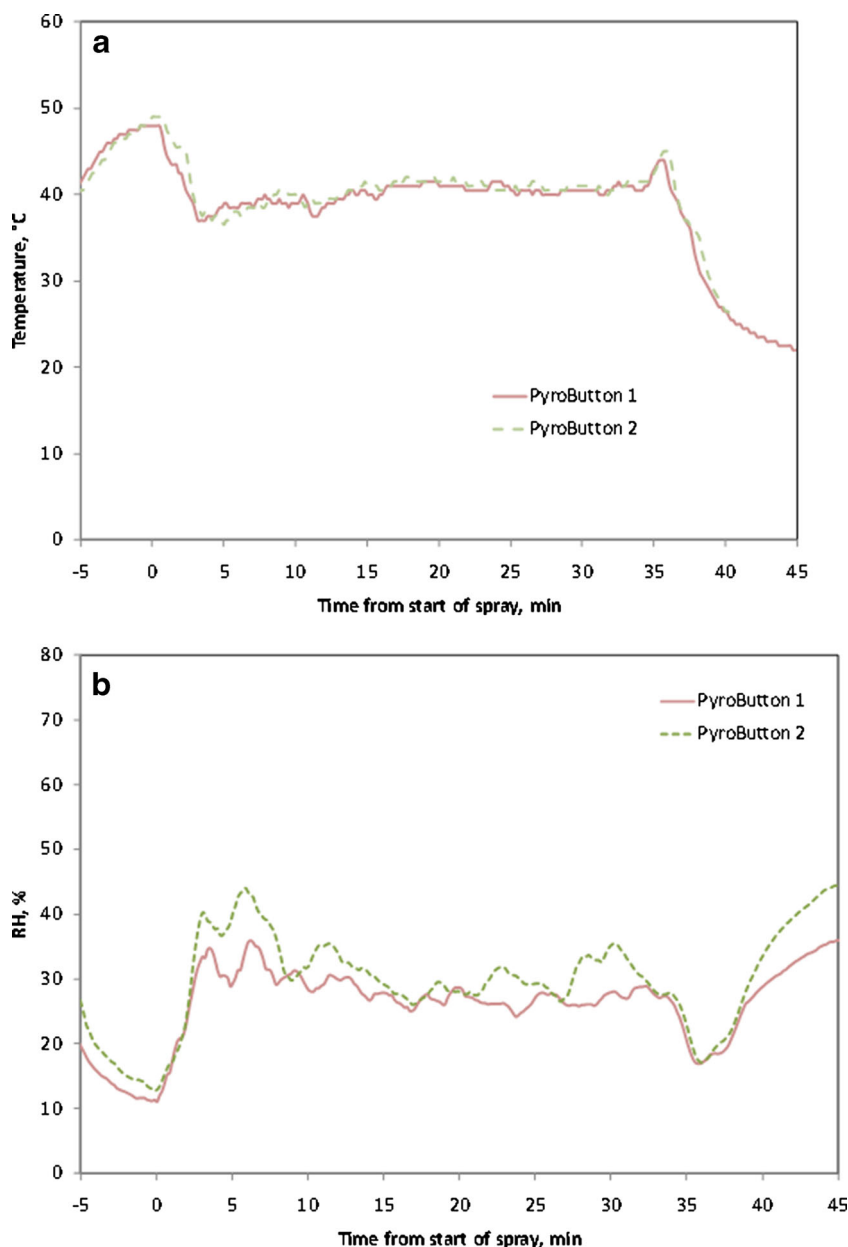 a
60
50
40
30
20
10
0
Temperature, °C
PyroButton 1
PyroButton 2
-5 0 5 10 15 20 25 30 35 40 45
Time from start of spray, min
b
80
70
60
50
40
30
20
10
0
RH, %
PyroButton 1
PyroButton 2
-5 0 5 10 15 20 25 30 35 40 45
Time from start of spray, min